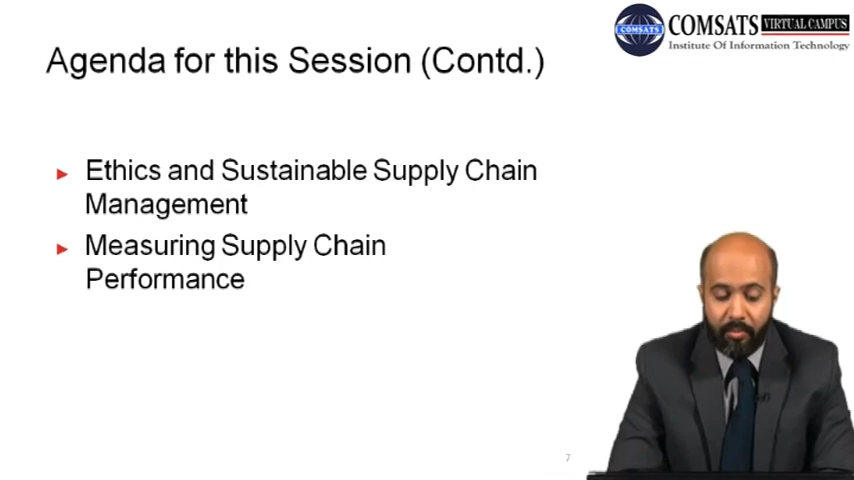 COMSATS VIRTUAL CAMPUS
COMSATS
Institute Of Information Technology
Agenda for this Session (Contd.)
► Ethics and Sustainable Supply Chain
Management
► Measuring Supply Chain
Performance
7